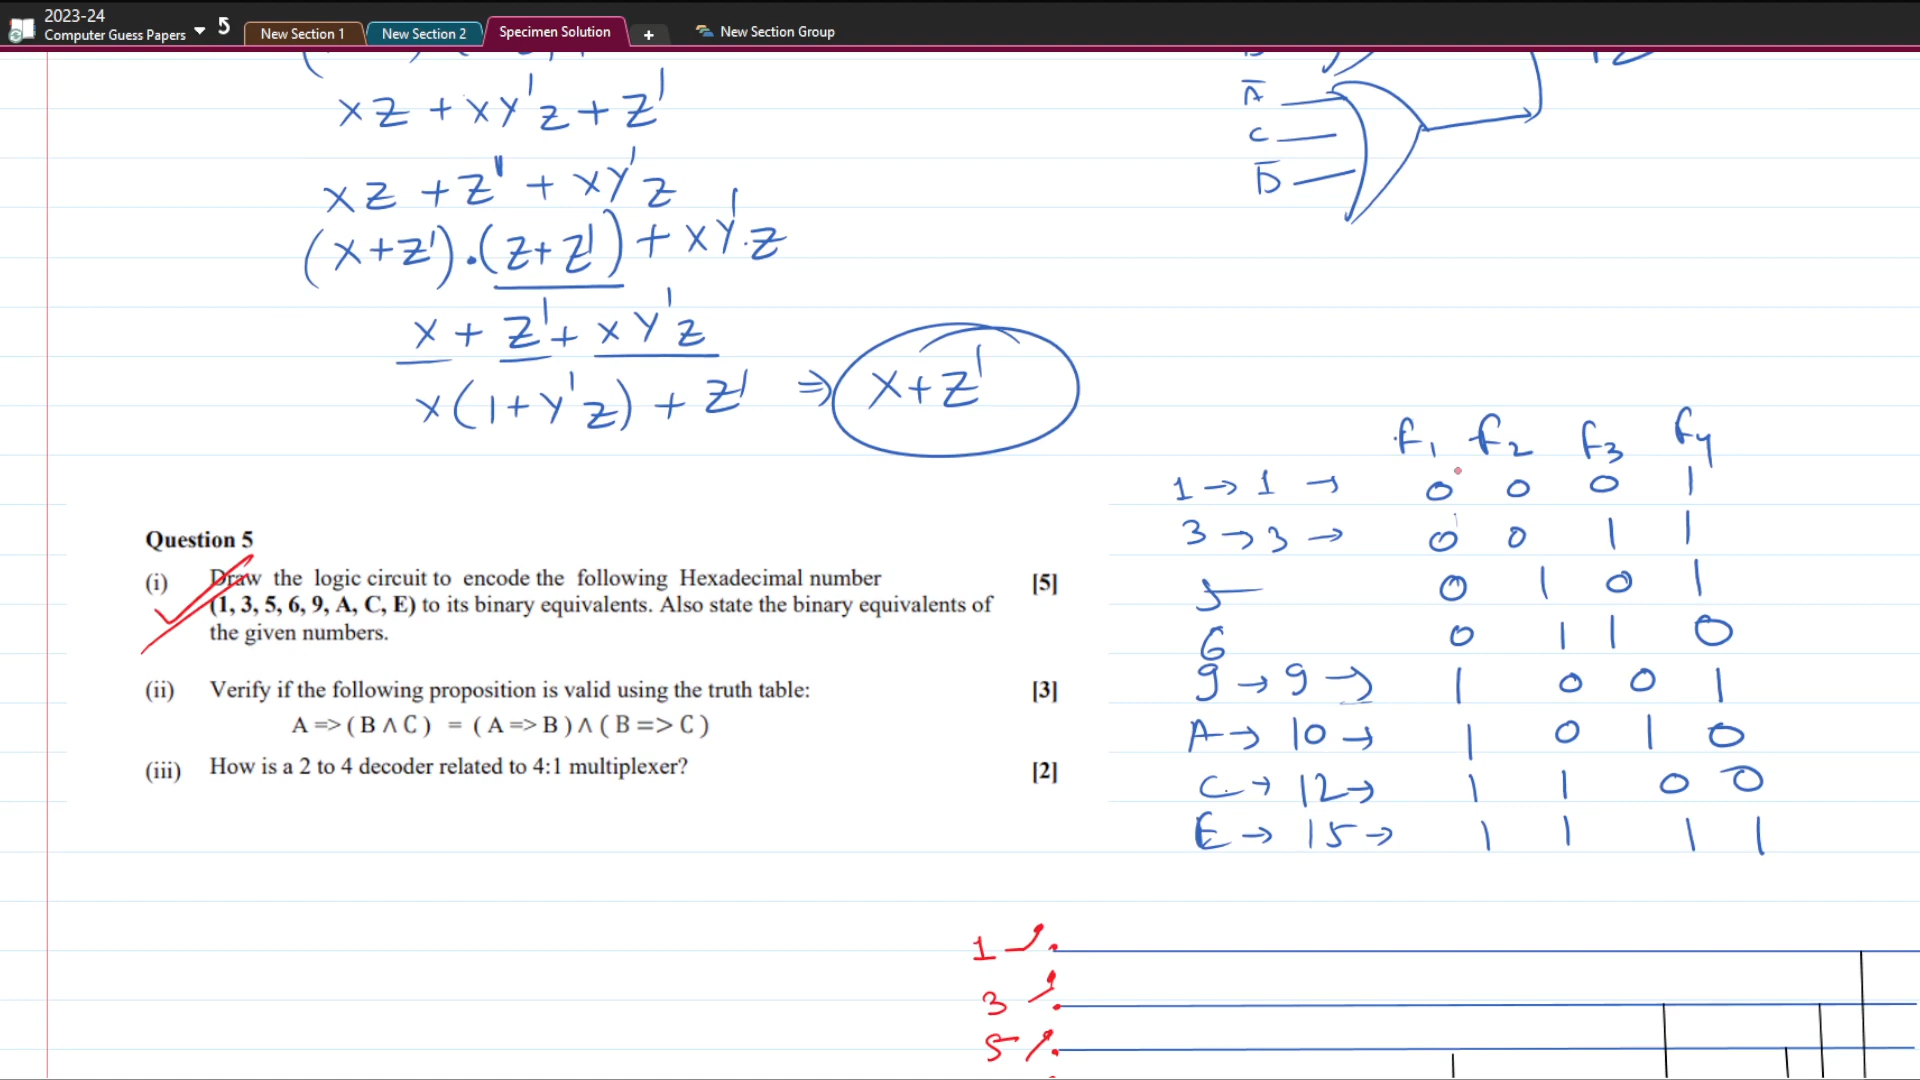 2023-24
Computer Guess Papers
New Section 1
New Section 2
Specimen Solution
+
New Section Group
xz + xy'z + z'
xz + z' + xy'z
(x+z').(z+z') + xy'.z
x + z' + xy'z
x(1+y'z) + z' ⇒ x+z'
Ā
C
D̄
Question 5
(i) Draw the logic circuit to encode the following Hexadecimal number [5]
(1, 3, 5, 6, 9, A, C, E) to its binary equivalents. Also state the binary equivalents of
the given numbers.
(ii) Verify if the following proposition is valid using the truth table: [3]
A => ( B ∧ C ) = ( A => B ) ∧ ( B => C )
(iii) How is a 2 to 4 decoder related to 4:1 multiplexer? [2]
F1 F2 F3 F4
1 → 1 → 0 0 0 1
3 → 3 → 0 0 1 1
5 0 1 0 1
6 0 1 1 0
9 → 9 → 1 0 0 1
A → 10 → 1 0 1 0
C → 12 → 1 1 0 0
E → 15 → 1 1 1 1
1
3
5